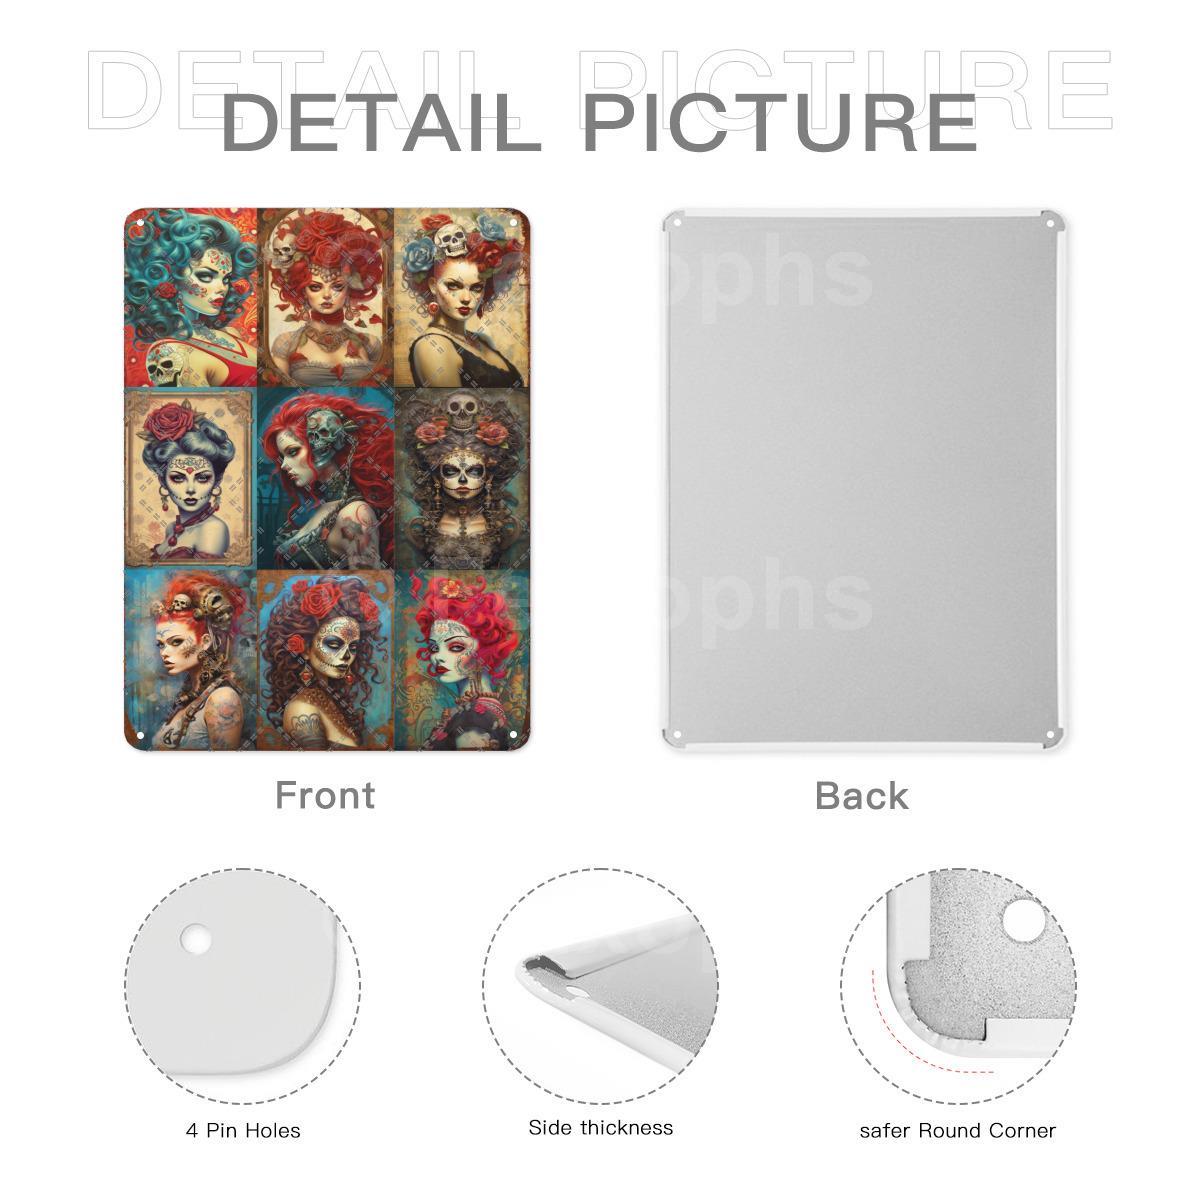 DETAIL PICTURE
DETAIL PICTURE
Front
Back
4 Pin Holes
Side thickness
safer Round Corner